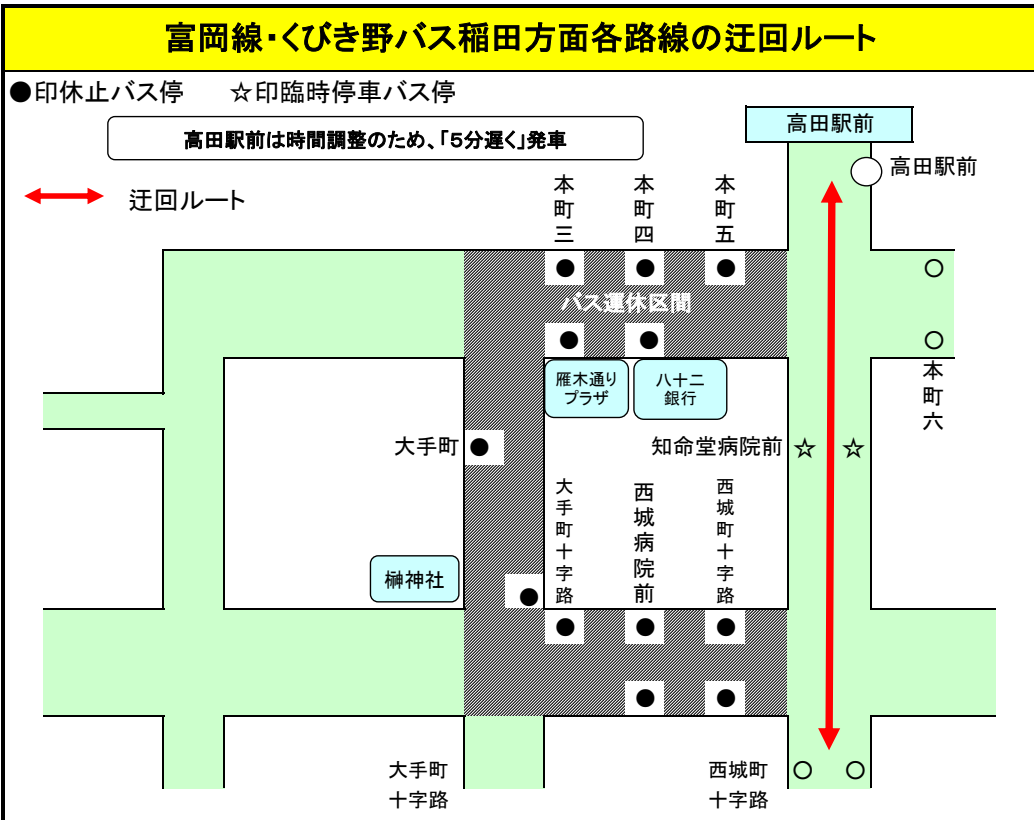 富岡線・くびき野バス稲田方面各路線の迂回ルート
●印休止バス停　☆印臨時停車バス停
高田駅前は時間調整のため、「5分遅く」発車
高田駅前
高田駅前
迂回ルート
本町三
本町四
本町五
バス運休区間
雁木通り
プラザ
八十二
銀行
本町六
大手町
知命堂病院前
☆
☆
大手町十字路
西城病院前
西城町十字路
榊神社
大手町
十字路
西城町
十字路